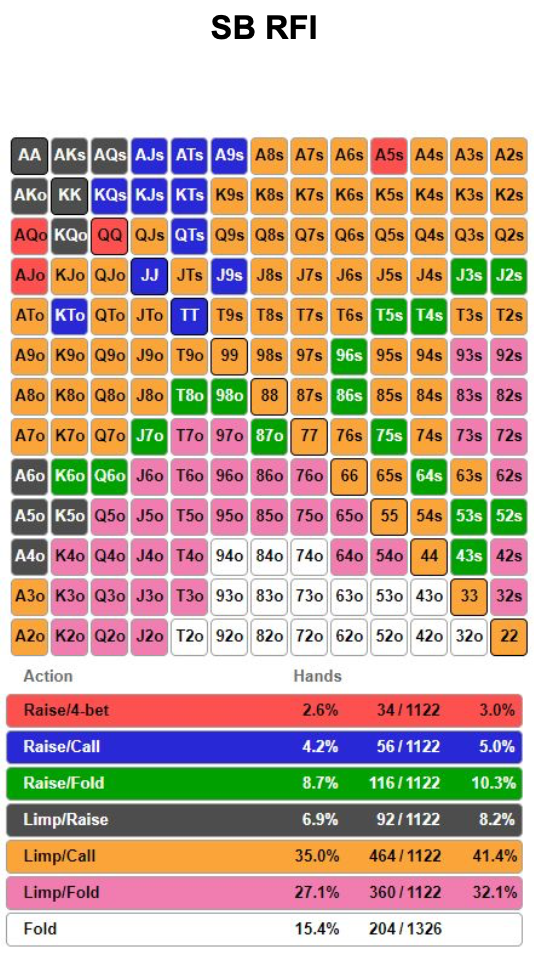 SB RFI
AA AKs AQs AJs ATs A9s A8s A7s A6s A5s A4s A3s A2s
AKo KK KQs KJs KTs K9s K8s K7s K6s K5s K4s K3s K2s
AQo KQo QQ QJs QTs Q9s Q8s Q7s Q6s Q5s Q4s Q3s Q2s
AJo KJo QJo JJ JTs J9s J8s J7s J6s J5s J4s J3s J2s
ATo KTo QTo JTo TT T9s T8s T7s T6s T5s T4s T3s T2s
A9o K9o Q9o J9o T9o 99 98s 97s 96s 95s 94s 93s 92s
A8o K8o Q8o J8o T8o 98o 88 87s 86s 85s 84s 83s 82s
A7o K7o Q7o J7o T7o 97o 87o 77 76s 75s 74s 73s 72s
A6o K6o Q6o J6o T6o 96o 86o 76o 66 65s 64s 63s 62s
A5o K5o Q5o J5o T5o 95o 85o 75o 65o 55 54s 53s 52s
A4o K4o Q4o J4o T4o 94o 84o 74o 64o 54o 44 43s 42s
A3o K3o Q3o J3o T3o 93o 83o 73o 63o 53o 43o 33 32s
A2o K2o Q2o J2o T2o 92o 82o 72o 62o 52o 42o 32o 22
Action Hands
Raise/4-bet 2.6% 34 / 1122 3.0%
Raise/Call 4.2% 56 / 1122 5.0%
Raise/Fold 8.7% 116 / 1122 10.3%
Limp/Raise 6.9% 92 / 1122 8.2%
Limp/Call 35.0% 464 / 1122 41.4%
Limp/Fold 27.1% 360 / 1122 32.1%
Fold 15.4% 204 / 1326